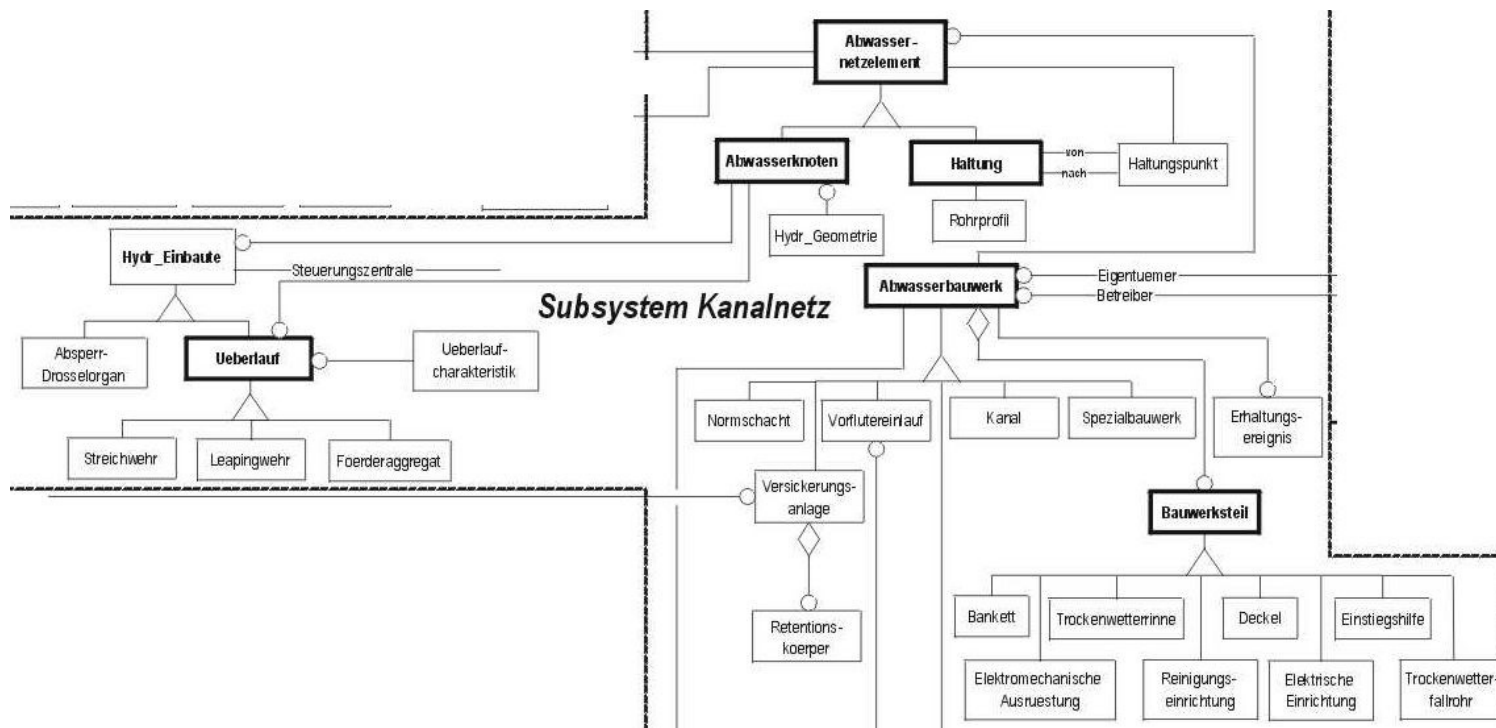 Abwasser-
netzelement
Abwasserknoten
Haltung
von
nach
Haltungspunkt
Hydr_Geometrie
Rohrprofil
Hydr_Einbaute
Steuerungszentrale
Subsystem Kanalnetz
Abwasserbauwerk
Eigentuemer
Betreiber
Absperr-
Drosselorgan
Ueberlauf
Ueberlauf-
charakteristik
Normschacht
Vorflutereinlauf
Kanal
Spezialbauwerk
Erhaltungs-
ereignis
Streichwehr
Leapingwehr
Foerderaggregat
Versickerungs-
anlage
Bauwerksteil
Retentions-
koerper
Bankett
Trockenwetterrinne
Deckel
Einstiegshilfe
Elektromechanische
Ausruestung
Reinigungs-
einrichtung
Elektrische
Einrichtung
Trockenwetter-
fallrohr